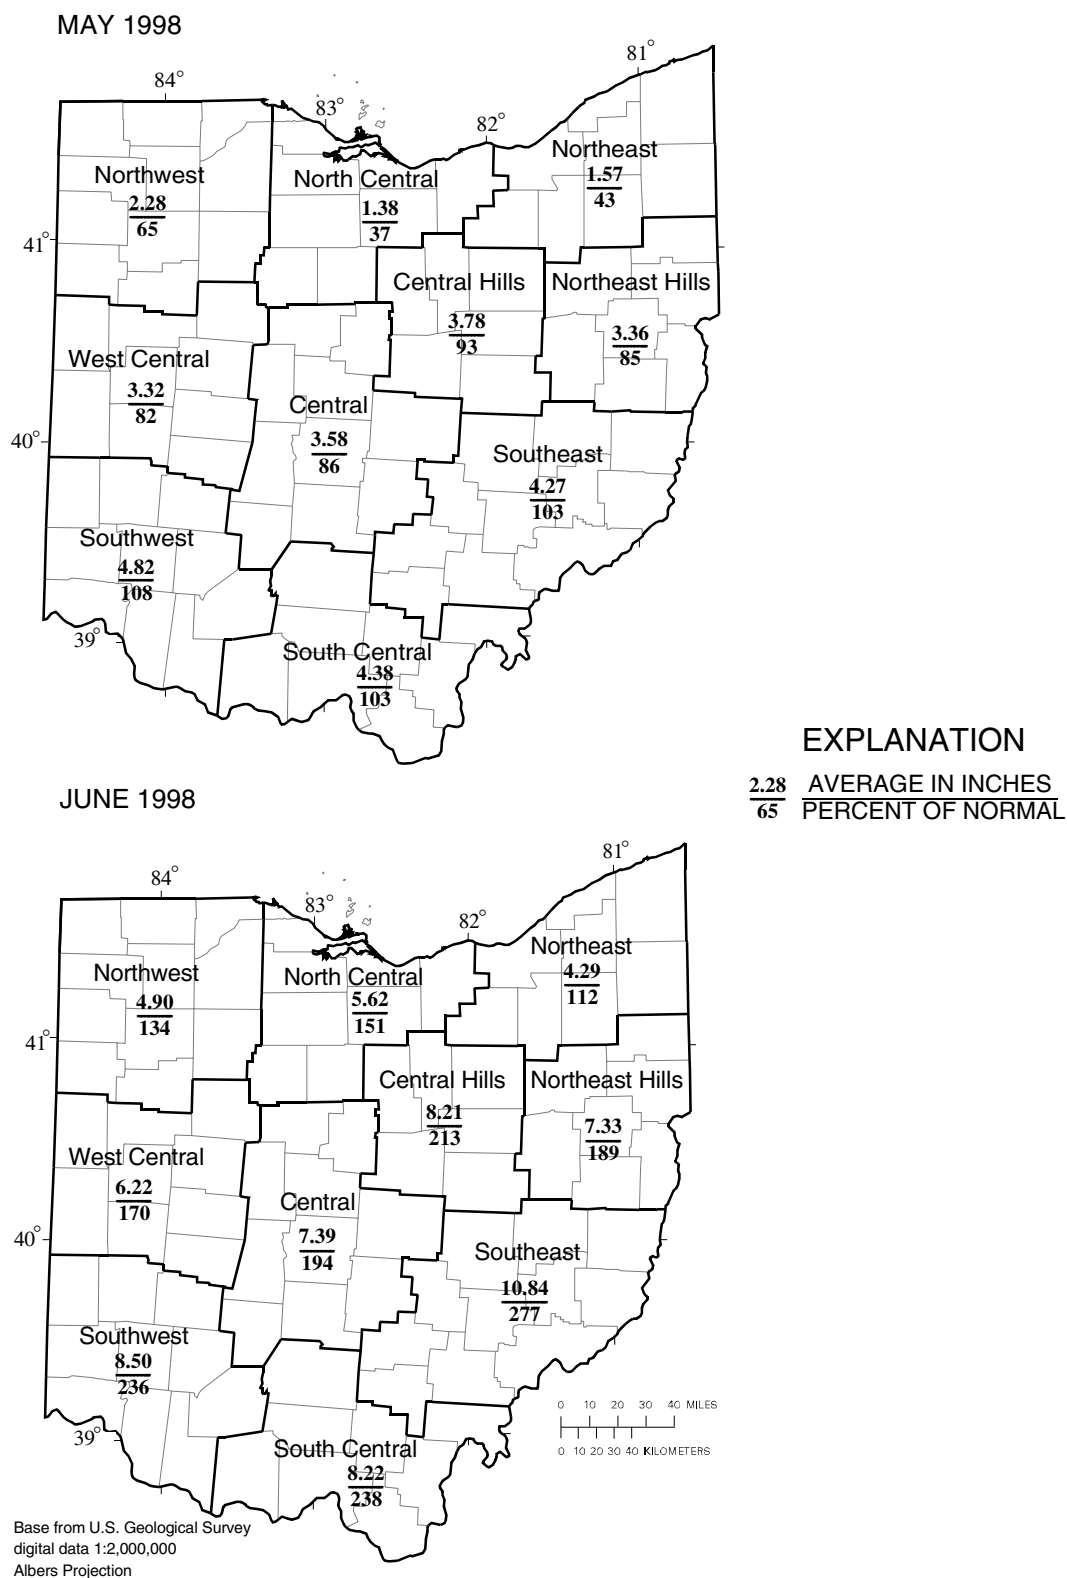 MAY 1998
81°
84°
83°
82°
Northeast
1.57
43
Northwest
2.28
65
North Central
1.38
37
41°
Central Hills
3.78
93
Northeast Hills
3.36
85
West Central
3.32
82
Central
3.58
86
40°
Southeast
4.27
103
Southwest
4.82
108
39°
South Central
4.38
103
EXPLANATION
2.28 AVERAGE IN INCHES
65 PERCENT OF NORMAL
JUNE 1998
81°
84°
83°
82°
Northeast
4.29
112
Northwest
4.90
134
North Central
5.62
151
41°
Central Hills
8.21
213
Northeast Hills
7.33
189
West Central
6.22
170
Central
7.39
194
40°
Southeast
10.84
277
Southwest
8.50
236
0 10 20 30 40 MILES
0 10 20 30 40 KILOMETERS
39°
South Central
8.22
238
Base from U.S. Geological Survey
digital data 1:2,000,000
Albers Projection